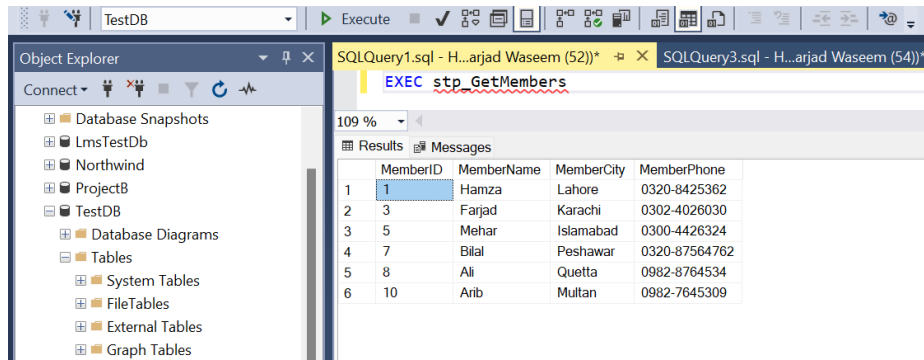 TestDB
Execute
Object Explorer
SQLQuery1.sql - H...arjad Waseem (52))*
SQLQuery3.sql - H...arjad Waseem (54))*
Connect
EXEC stp_GetMembers
Database Snapshots
LmsTestDb
Northwind
ProjectB
TestDB
Database Diagrams
Tables
System Tables
FileTables
External Tables
Graph Tables
109 %
Results Messages
MemberID MemberName MemberCity MemberPhone
1 1 Hamza Lahore 0320-8425362
2 3 Farjad Karachi 0302-4026030
3 5 Mehar Islamabad 0300-4426324
4 7 Bilal Peshawar 0320-87564762
5 8 Ali Quetta 0982-8764534
6 10 Arib Multan 0982-7645309